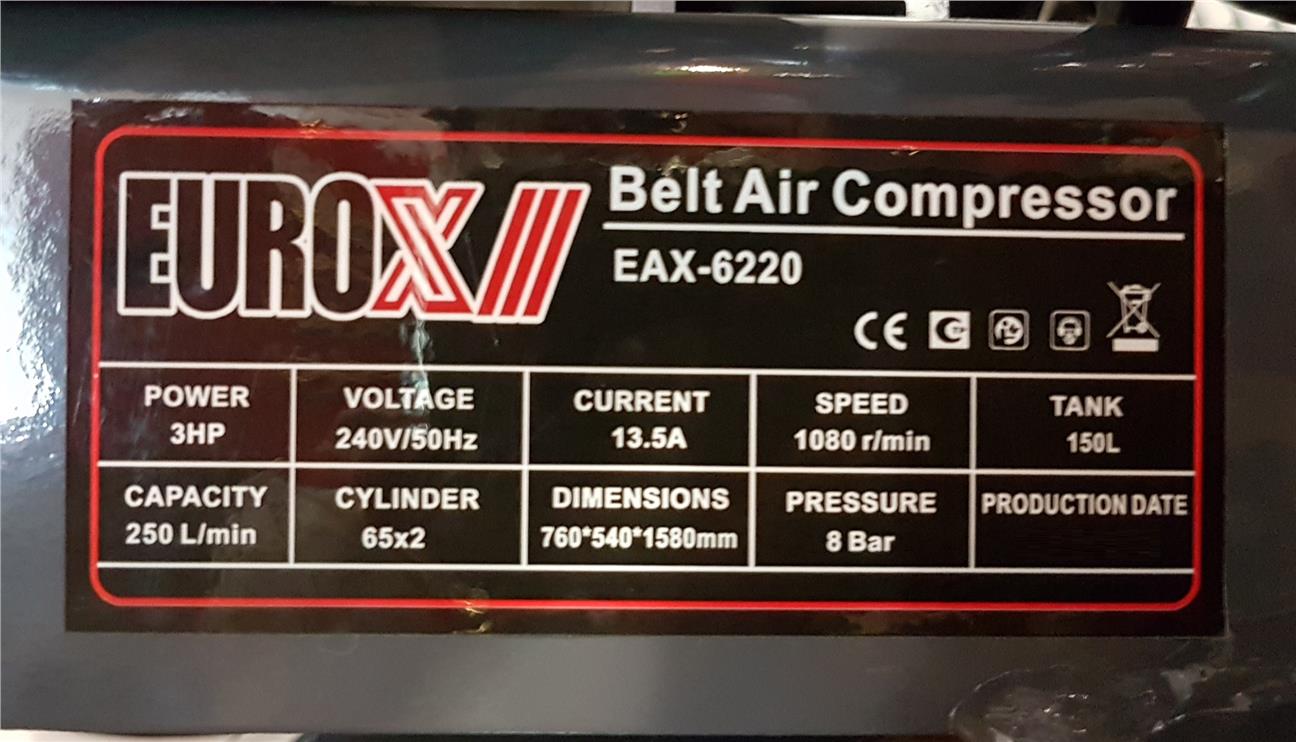 EUROX
Belt Air Compressor
EAX-6220
CE
POWER
3HP
VOLTAGE
240V/50Hz
CURRENT
13.5A
SPEED
1080 r/min
TANK
150L
CAPACITY
250 L/min
CYLINDER
65x2
DIMENSIONS
760*540*1580mm
PRESSURE
8 Bar
PRODUCTION DATE